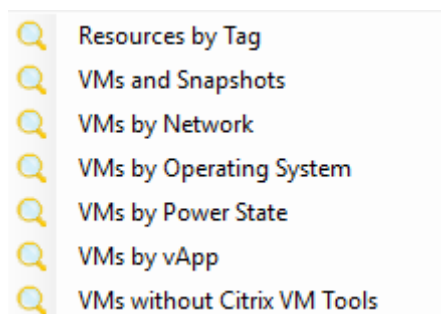 Resources by Tag
VMs and Snapshots
VMs by Network
VMs by Operating System
VMs by Power State
VMs by vApp
VMs without Citrix VM Tools